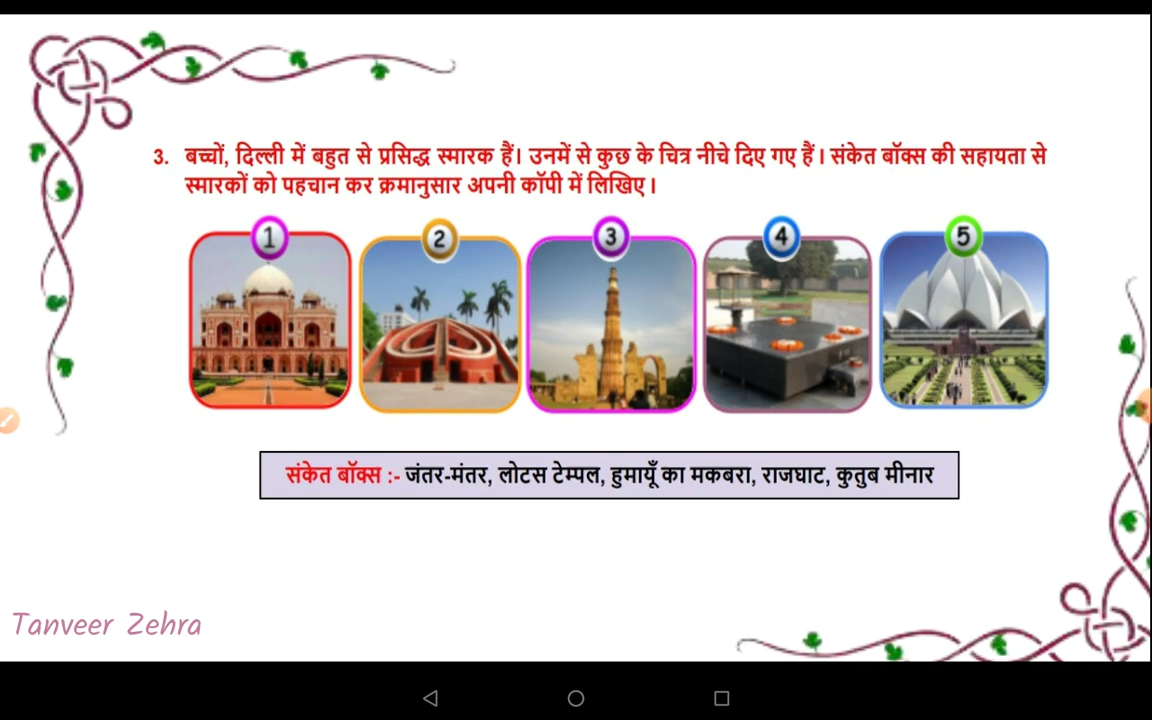 3. बच्चों, दिल्ली में बहुत से प्रसिद्ध स्मारक हैं। उनमें से कुछ के चित्र नीचे दिए गए हैं। संकेत बॉक्स की सहायता से
स्मारकों को पहचान कर क्रमानुसार अपनी कॉपी में लिखिए।
1 2 3 4 5
संकेत बॉक्स :- जंतर-मंतर, लोटस टेम्पल, हुमायूँ का मकबरा, राजघाट, कुतुब मीनार
Tanveer Zehra